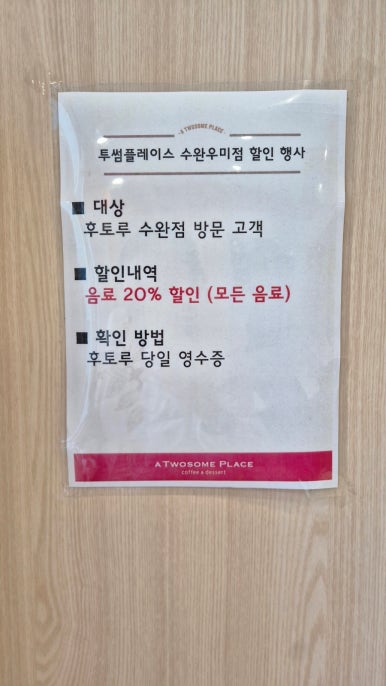 A TWOSOME PLACE
투썸플레이스 수완우미점 할인 행사
■ 대상
후토루 수완점 방문 고객
■ 할인내역
음료 20% 할인 (모든 음료)
■ 확인 방법
후토루 당일 영수증
A TWOSOME PLACE
coffee & dessert